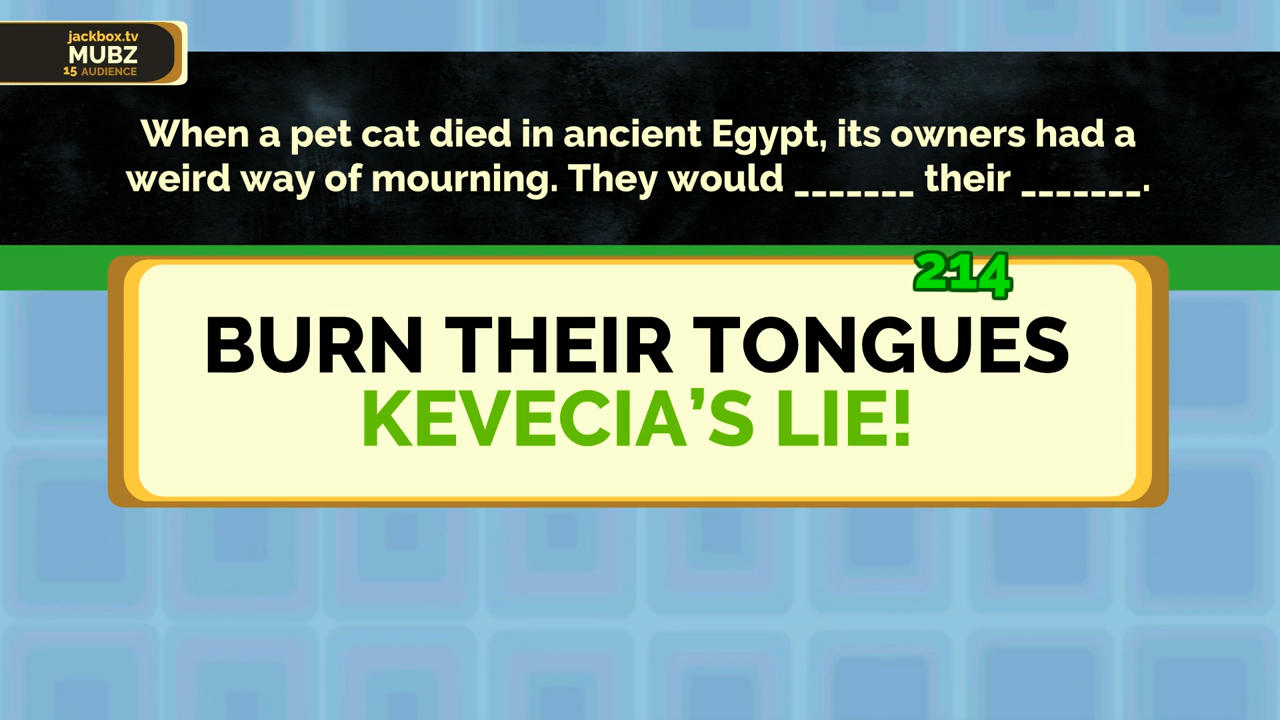 jackbox.tv
MUBZ
15 AUDIENCE
When a pet cat died in ancient Egypt, its owners had a
weird way of mourning. They would _______ their _______.
214
BURN THEIR TONGUES
KEVECIA'S LIE!